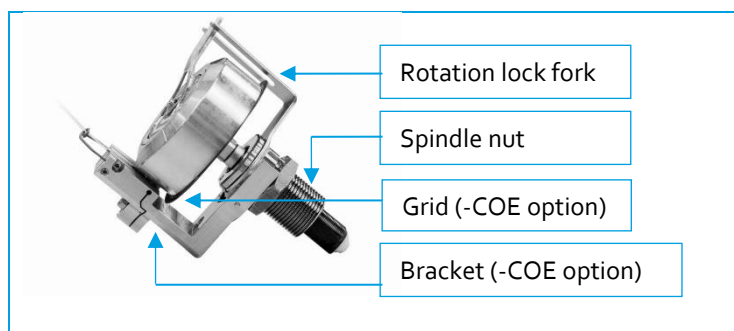 Rotation lock fork
Spindle nut
Grid (-COE option)
Bracket (-COE option)